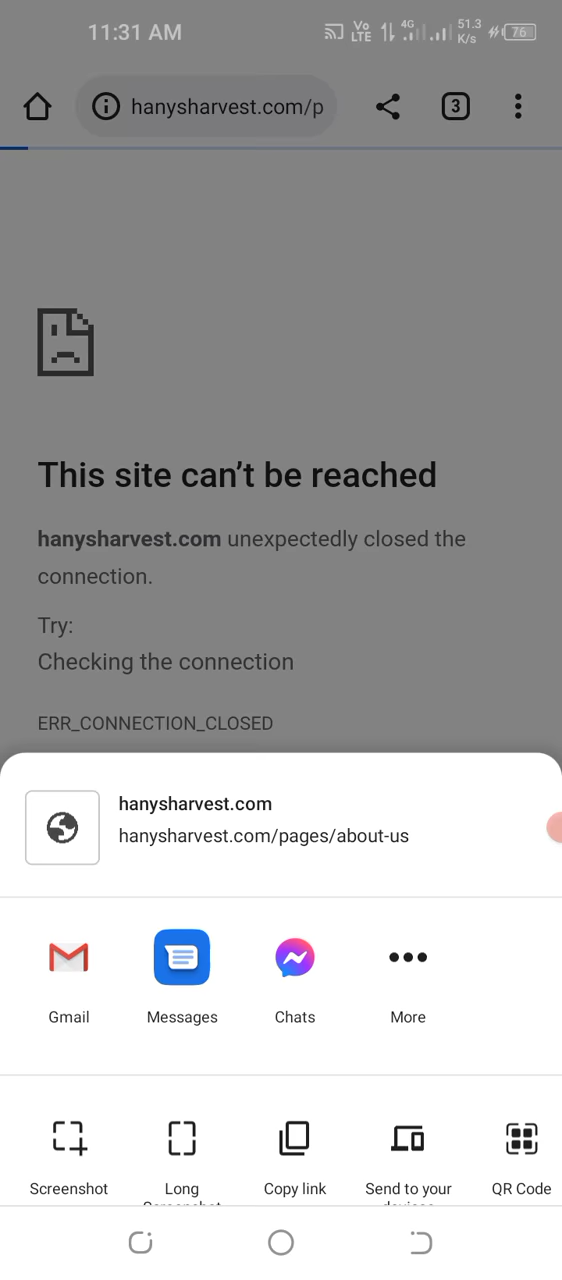 11:31 AM Vo LTE 4G 51.3 K/s 76
hanysharvest.com/p 3
This site can't be reached
hanysharvest.com unexpectedly closed the
connection.
Try:
Checking the connection
ERR_CONNECTION_CLOSED
hanysharvest.com
hanysharvest.com/pages/about-us
Gmail Messages Chats More
Screenshot Long Copy link Send to your QR Code
Screenshot devices